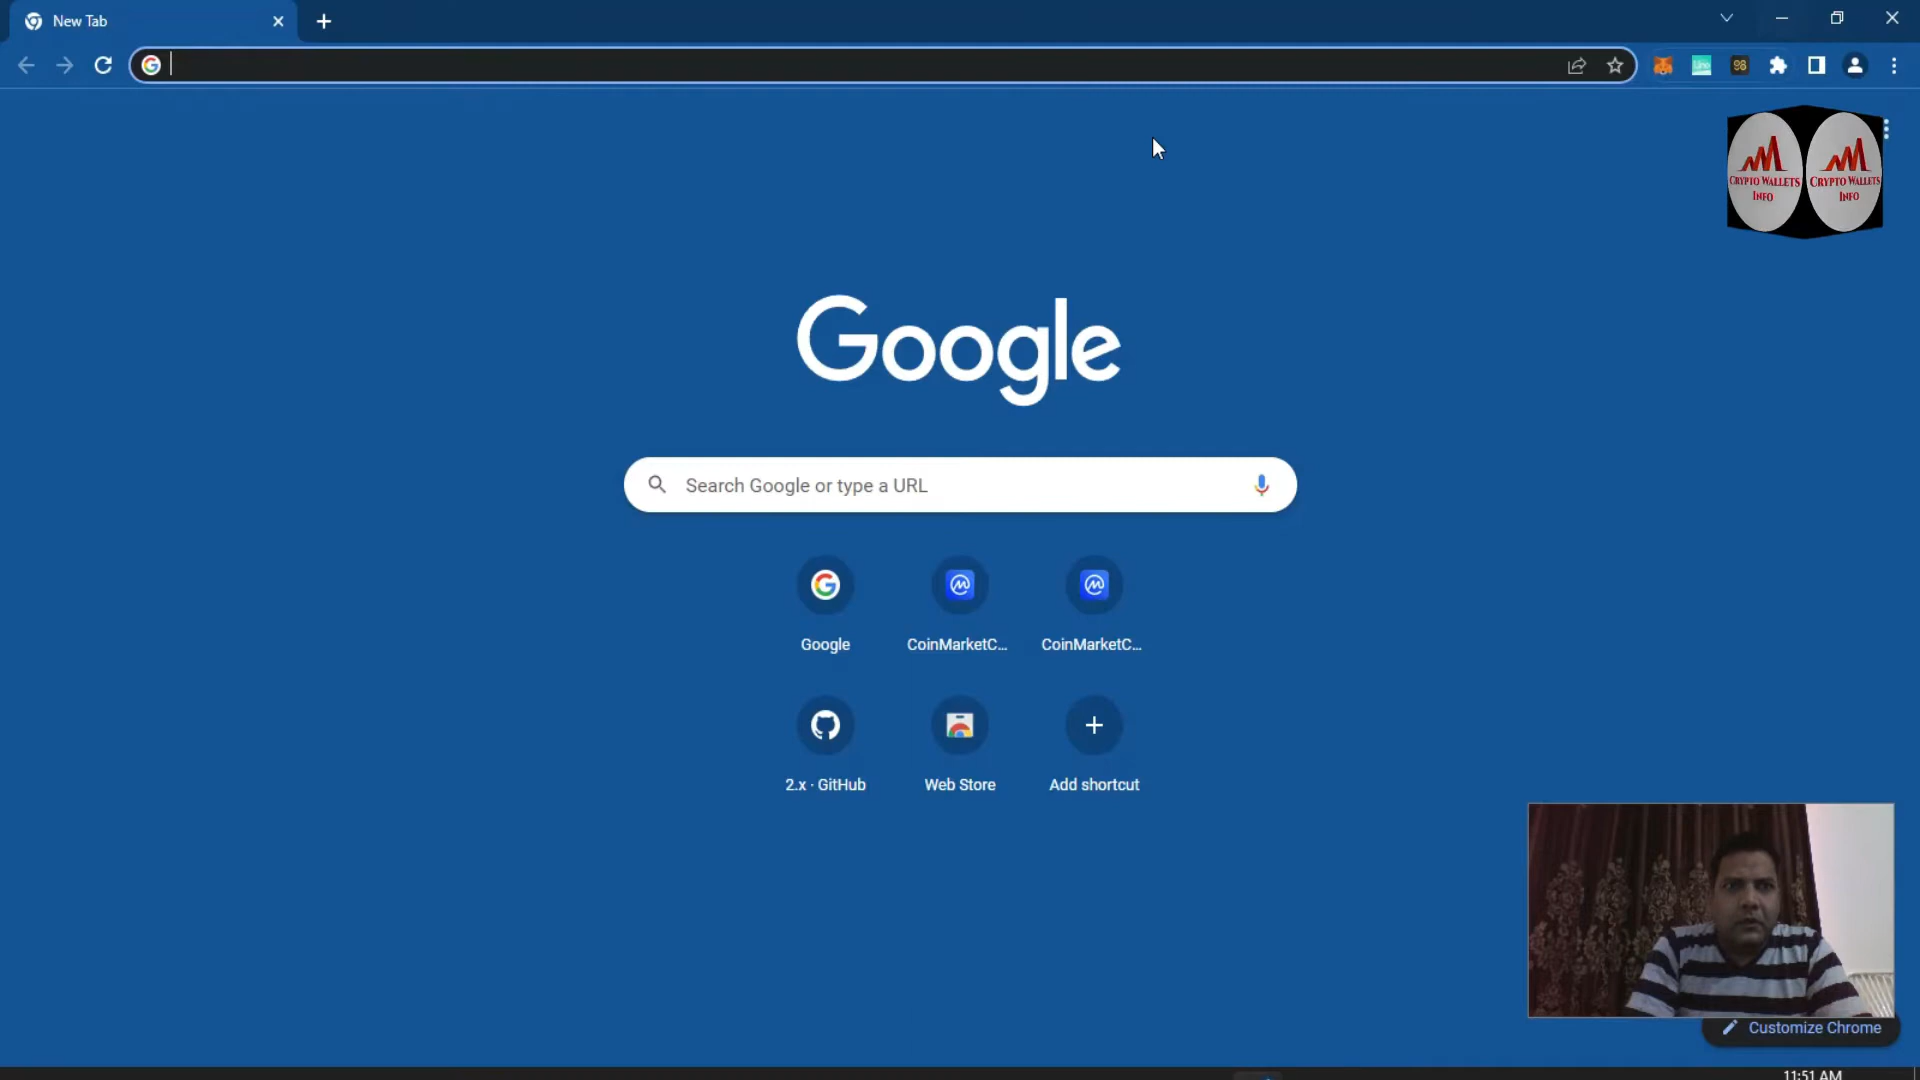 New Tab
CRYPTO WALLETS
INFO
CRYPTO WALLETS
INFO
Google
Search Google or type a URL
Google
CoinMarketC...
CoinMarketC...
2.x · GitHub
Web Store
Add shortcut
Customize Chrome
11:51 AM